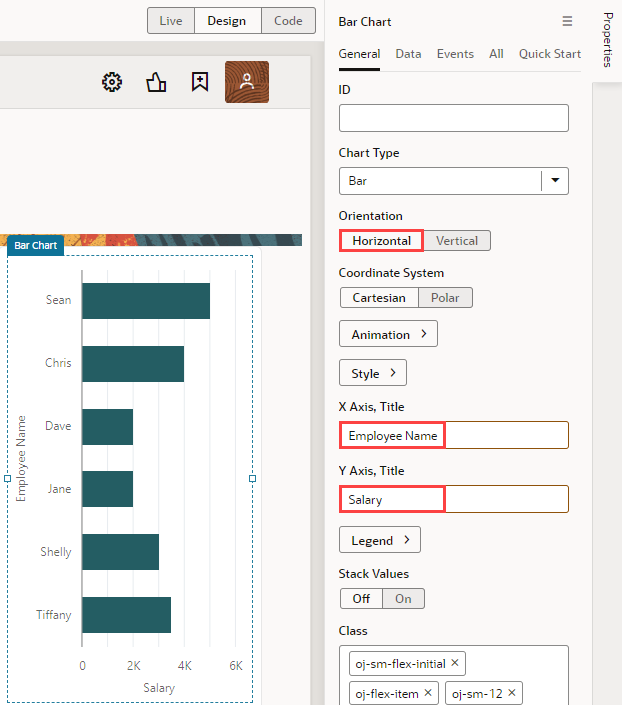 Live Design Code
Bar Chart
Properties
General Data Events All Quick Start
ID
Chart Type
Bar
Orientation
Horizontal Vertical
Coordinate System
Cartesian Polar
Animation
Style
X Axis, Title
Employee Name
Y Axis, Title
Salary
Legend
Stack Values
Off On
Class
oj-sm-flex-initial ×
oj-flex-item × oj-sm-12 ×
Bar Chart
Employee Name
Sean
Chris
Dave
Jane
Shelly
Tiffany
0 2K 4K 6K
Salary